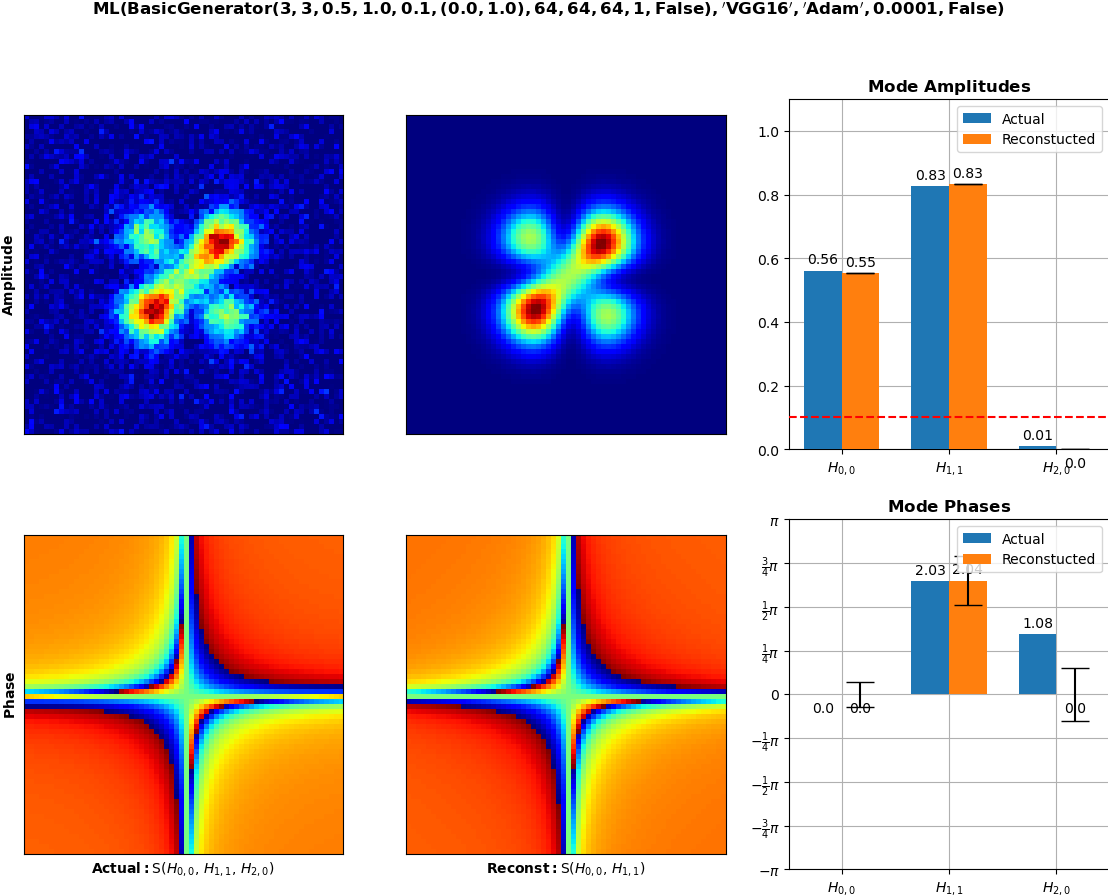 ML(BasicGenerator(3, 3, 0.5, 1.0, 0.1, (0.0, 1.0), 64, 64, 64, 1, False), ′VGG16′, ′Adam′, 0.0001, False)
Amplitude
Mode Amplitudes
Actual
Reconstucted
1.0
0.8
0.6
0.4
0.2
0.0
0.56
0.55
0.83
0.83
0.01
0.0
H0,0
H1,1
H2,0
Phase
Actual: S(H0,0, H1,1, H2,0)
Reconst: S(H0,0, H1,1)
Mode Phases
Actual
Reconstucted
π
3/4π
1/2π
1/4π
0
−1/4π
−1/2π
−3/4π
−π
0.0
0.0
2.03
2.04
1.08
0.0
H0,0
H1,1
H2,0